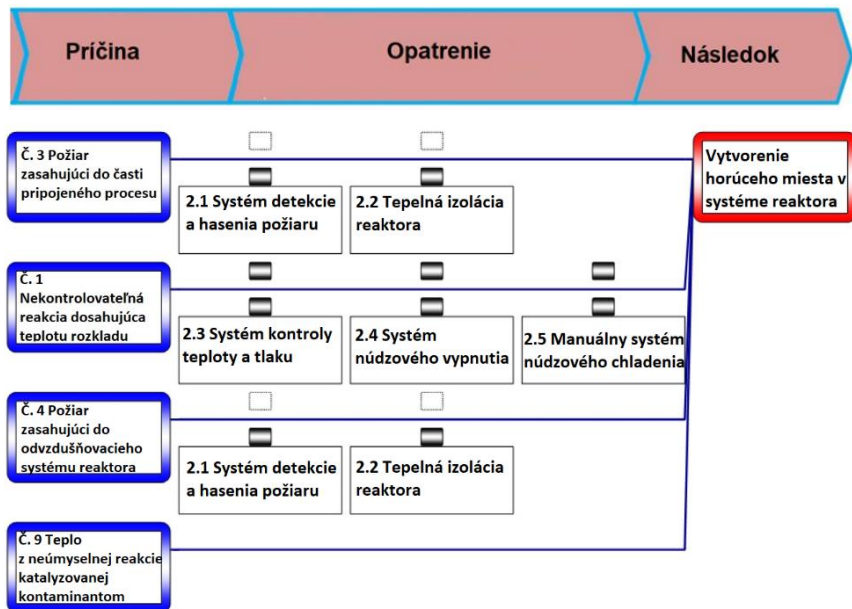 Príčina
Opatrenie
Následok
Č. 3 Požiar
zasahujúci do časti
pripojeného procesu
2.1 Systém detekcie
a hasenia požiaru
2.2 Tepelná izolácia
reaktora
Vytvorenie
horúceho miesta v
systéme reaktora
Č. 1
Nekontrolovateľná
reakcia dosahujúca
teplotu rozkladu
2.3 Systém kontroly
teploty a tlaku
2.4 Systém
núdzového vypnutia
2.5 Manuálny systém
núdzového chladenia
Č. 4 Požiar
zasahujúci do
odvzdušňovacieho
systému reaktora
2.1 Systém detekcie
a hasenia požiaru
2.2 Tepelná izolácia
reaktora
Č. 9 Teplo
z neúmyselnej reakcie
katalyzovanej
kontaminantom